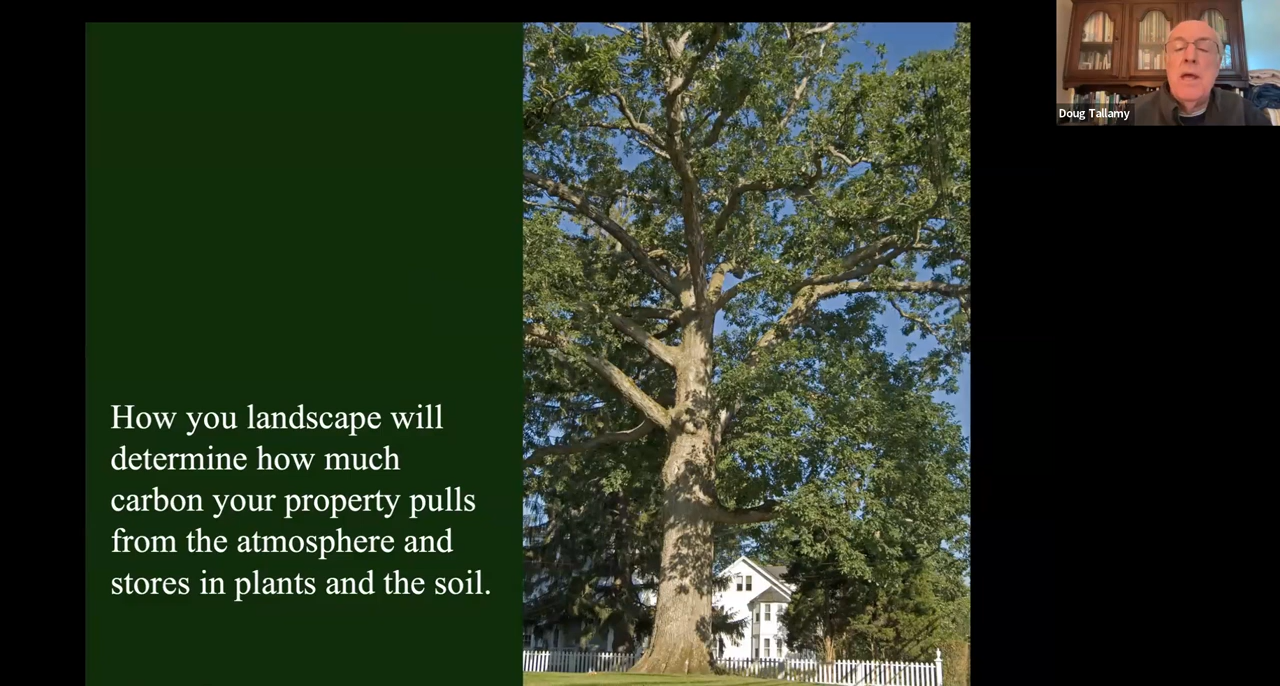 How you landscape will
determine how much
carbon your property pulls
from the atmosphere and
stores in plants and the soil.
Doug Tallamy